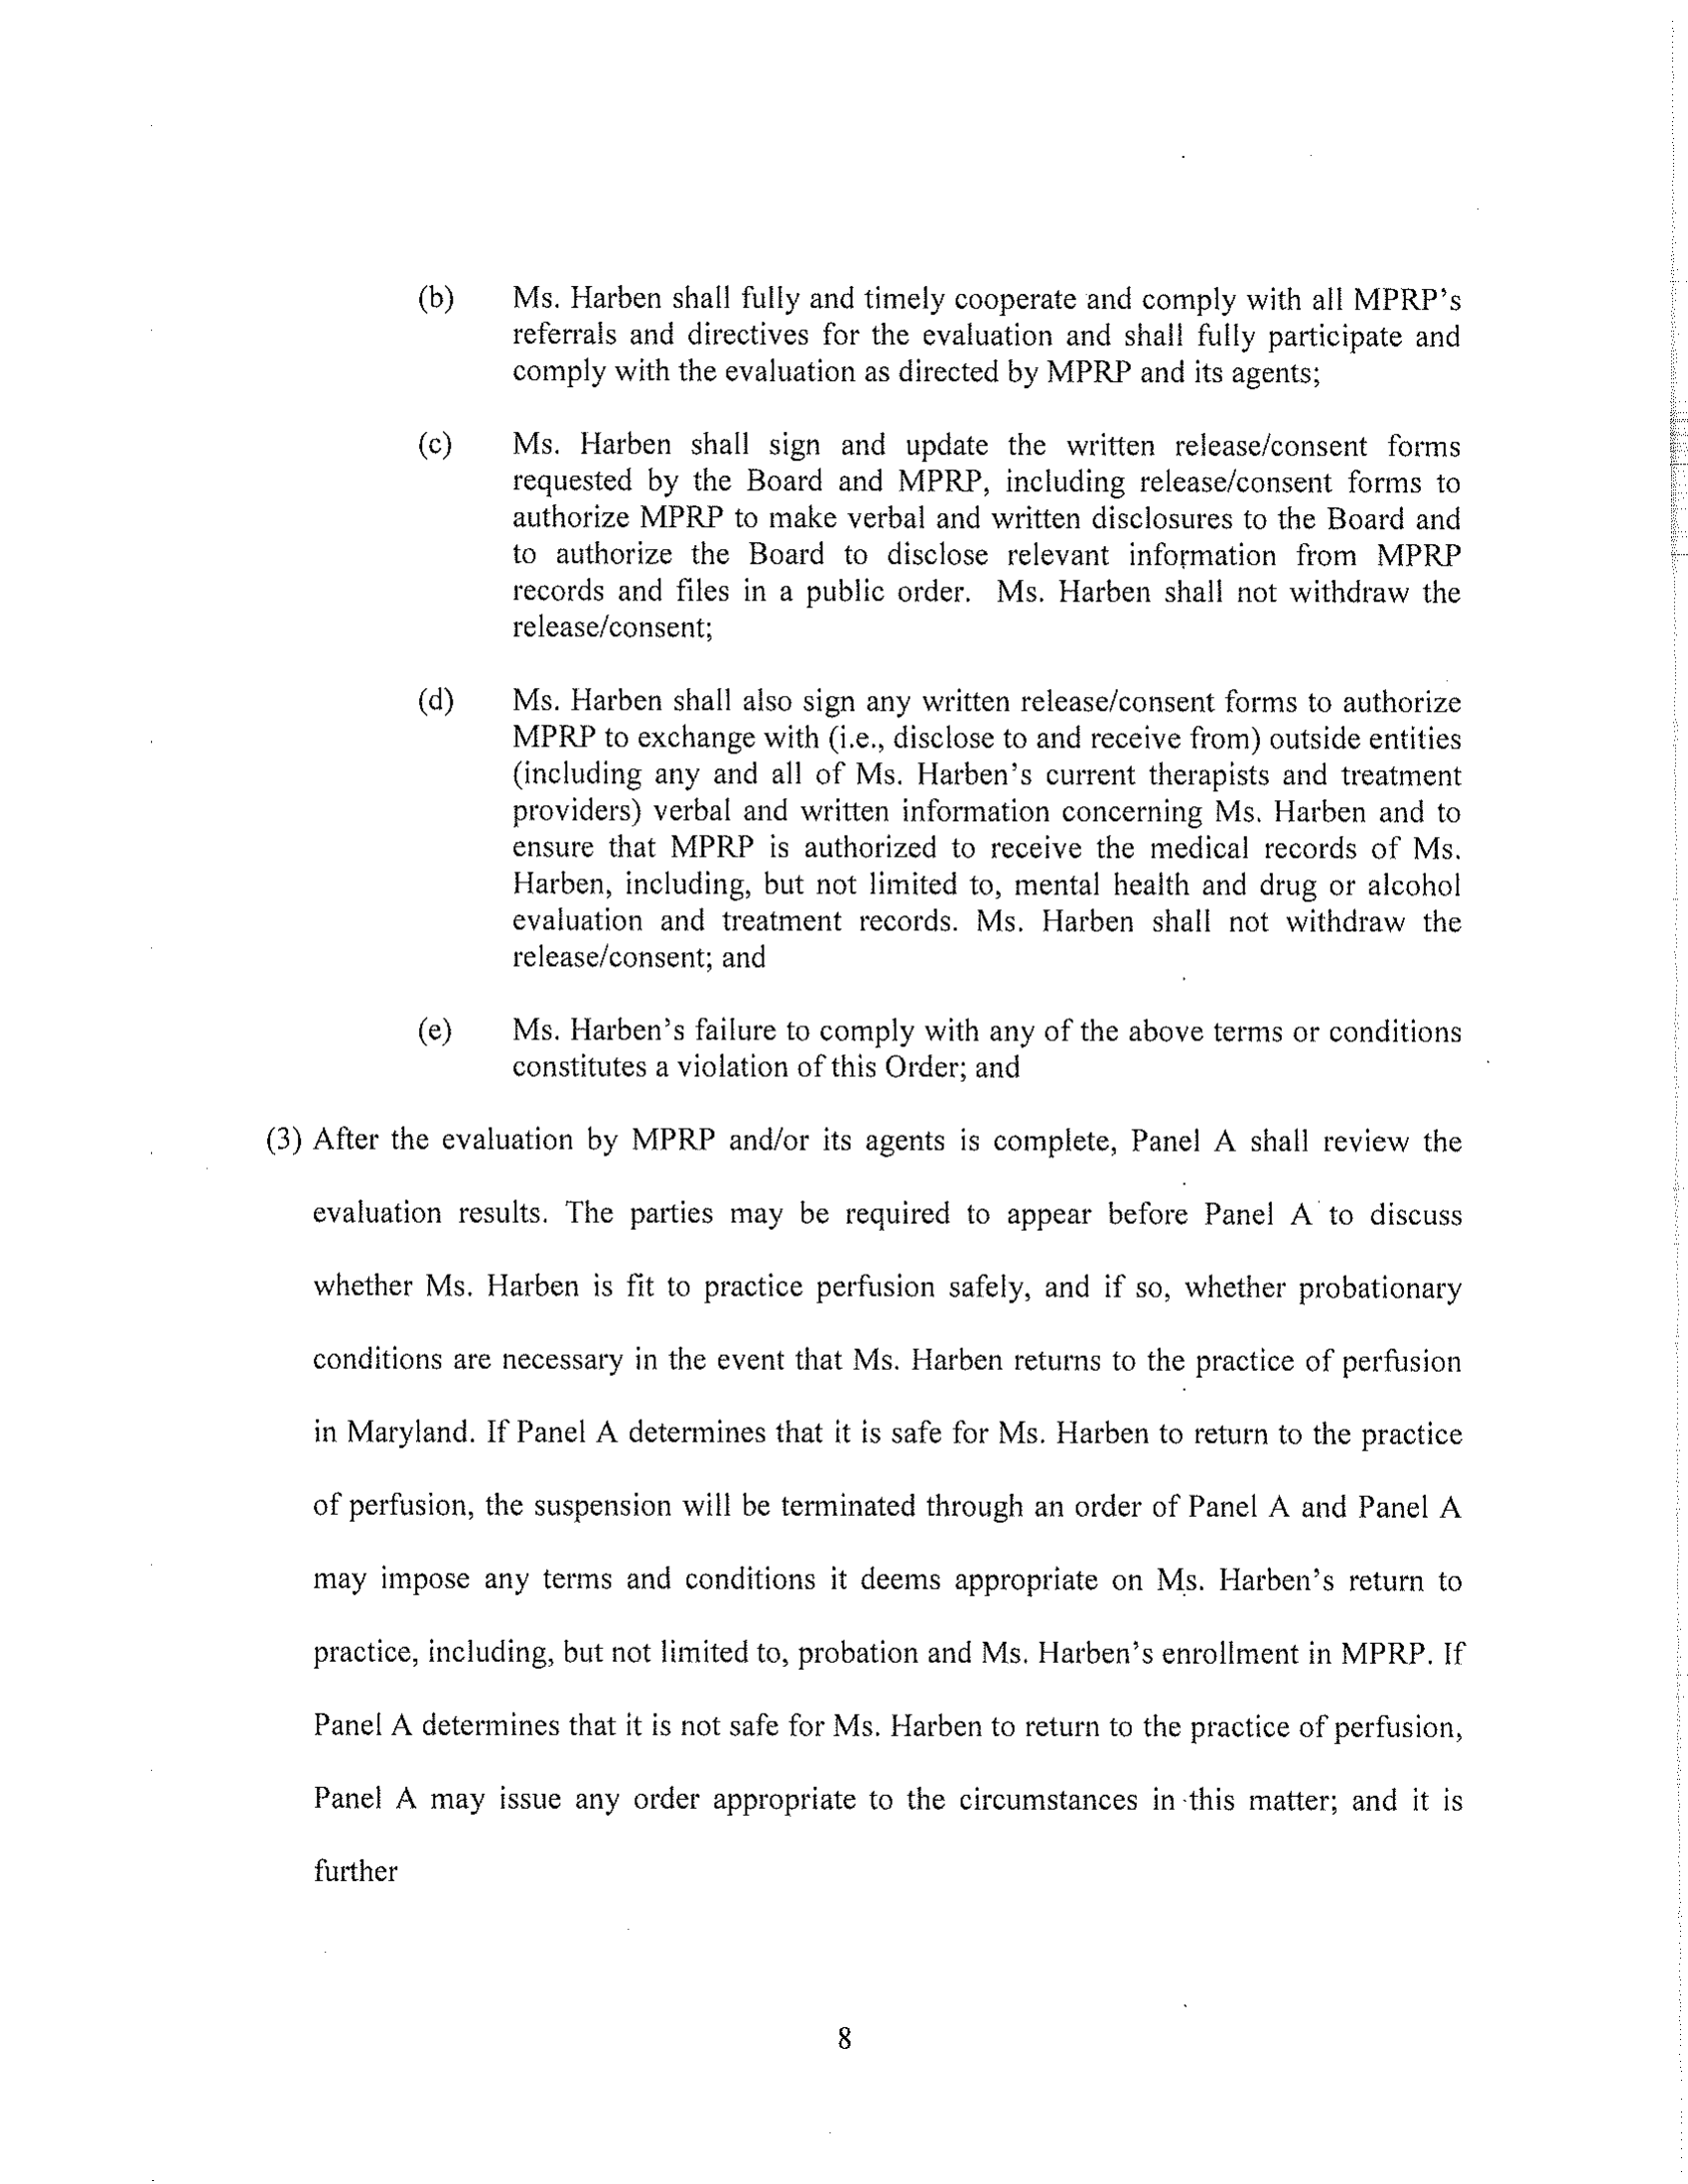 (b) Ms. Harben shall fully and timely cooperate and comply with all MPRP's
referrals and directives for the evaluation and shall fully participate and
comply with the evaluation as directed by MPRP and its agents;
(c) Ms. Harben shall sign and update the written release/consent forms
requested by the Board and MPRP, including release/consent forms to
authorize MPRP to make verbal and written disclosures to the Board and
to authorize the Board to disclose relevant information from MPRP
records and files in a public order. Ms. Harben shall not withdraw the
release/consent;
(d) Ms. Harben shall also sign any written release/consent forms to authorize
MPRP to exchange with (i.e., disclose to and receive from) outside entities
(including any and all of Ms. Harben's current therapists and treatment
providers) verbal and written information concerning Ms. Harben and to
ensure that MPRP is authorized to receive the medical records of Ms.
Harben, including, but not limited to, mental health and drug or alcohol
evaluation and treatment records. Ms. Harben shall not withdraw the
release/consent; and
(e) Ms. Harben's failure to comply with any of the above terms or conditions
constitutes a violation of this Order; and
(3) After the evaluation by MPRP and/or its agents is complete, Panel A shall review the
evaluation results. The parties may be required to appear before Panel A to discuss
whether Ms. Harben is fit to practice perfusion safely, and if so, whether probationary
conditions are necessary in the event that Ms. Harben returns to the practice of perfusion
in Maryland. If Panel A determines that it is safe for Ms. Harben to return to the practice
of perfusion, the suspension will be terminated through an order of Panel A and Panel A
may impose any terms and conditions it deems appropriate on Ms. Harben's return to
practice, including, but not limited to, probation and Ms. Harben's enrollment in MPRP. If
Panel A determines that it is not safe for Ms. Harben to return to the practice of perfusion,
Panel A may issue any order appropriate to the circumstances in this matter; and it is
further
8